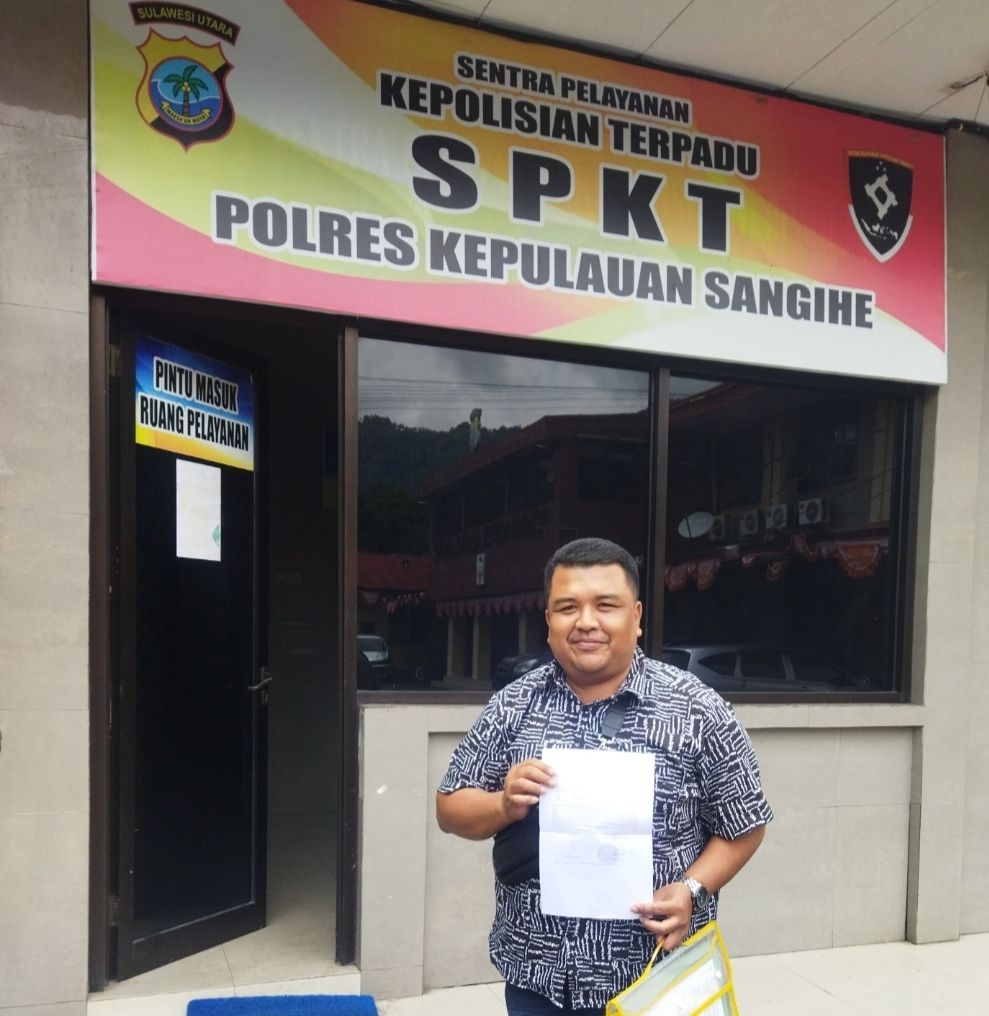 SULAWESI UTARA
SENTRA PELAYANAN
KEPOLISIAN TERPADU
SPKT
POLRES KEPULAUAN SANGIHE
PINTU MASUK
RUANG PELAYANAN